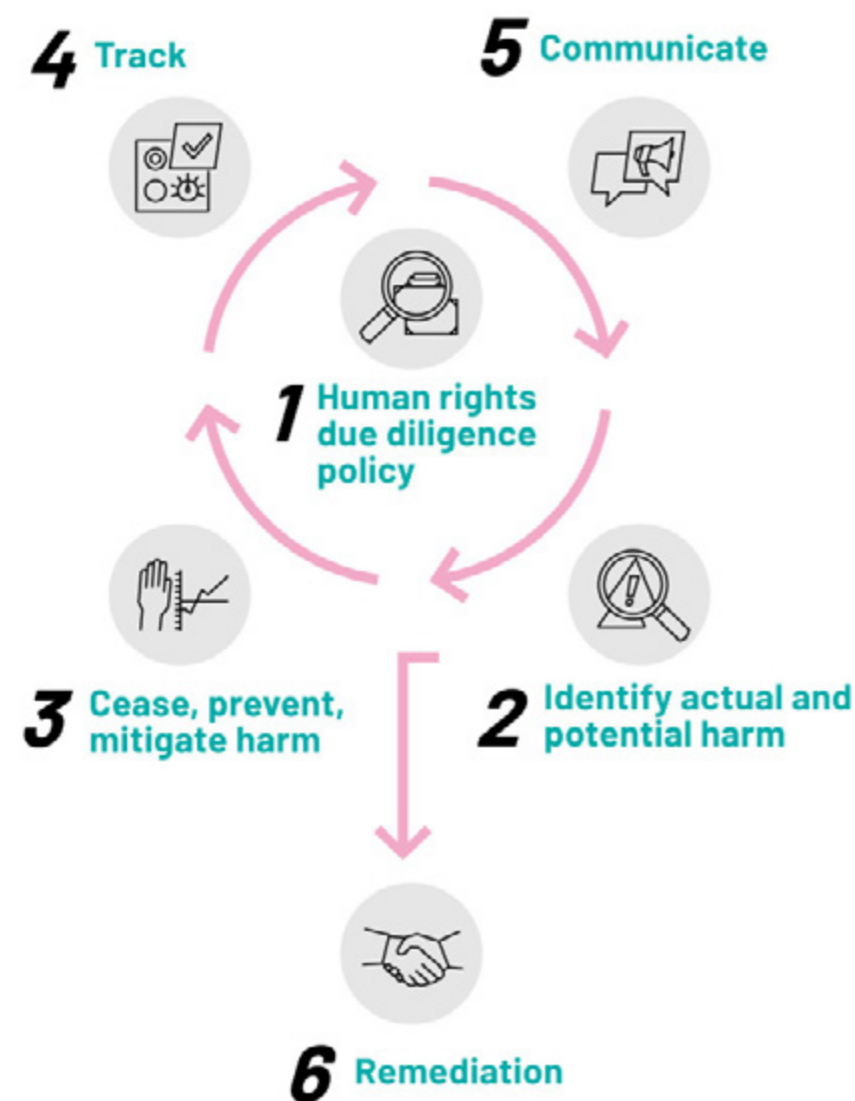 4 Track
5 Communicate
1 Human rights
due diligence
policy
3 Cease, prevent,
mitigate harm
2 Identify actual and
potential harm
6 Remediation